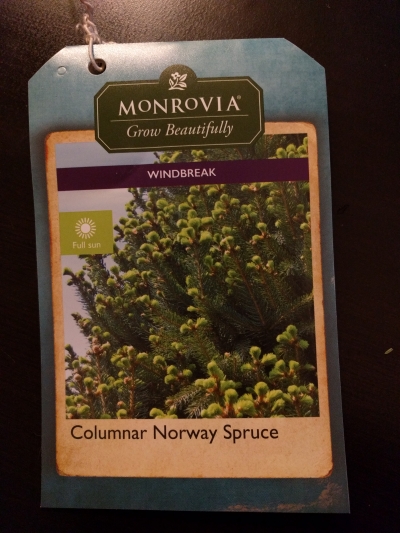 MONROVIA®
Grow Beautifully
WINDBREAK
Full sun
Columnar Norway Spruce